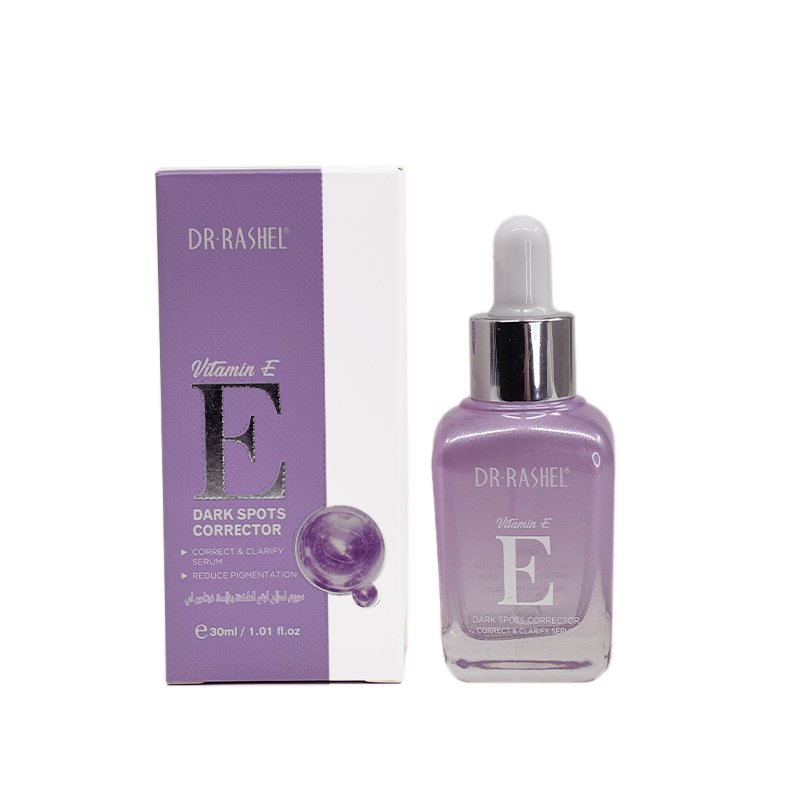 DR·RASHEL®
Vitamin E
E
DARK SPOTS
CORRECTOR
▶ CORRECT & CLARIFY
SERUM
▶ REDUCE PIGMENTATION
e 30ml / 1.01 fl.oz
DR·RASHEL®
Vitamin E
E
DARK SPOTS CORRECTOR
CORRECT & CLARIFY SERUM